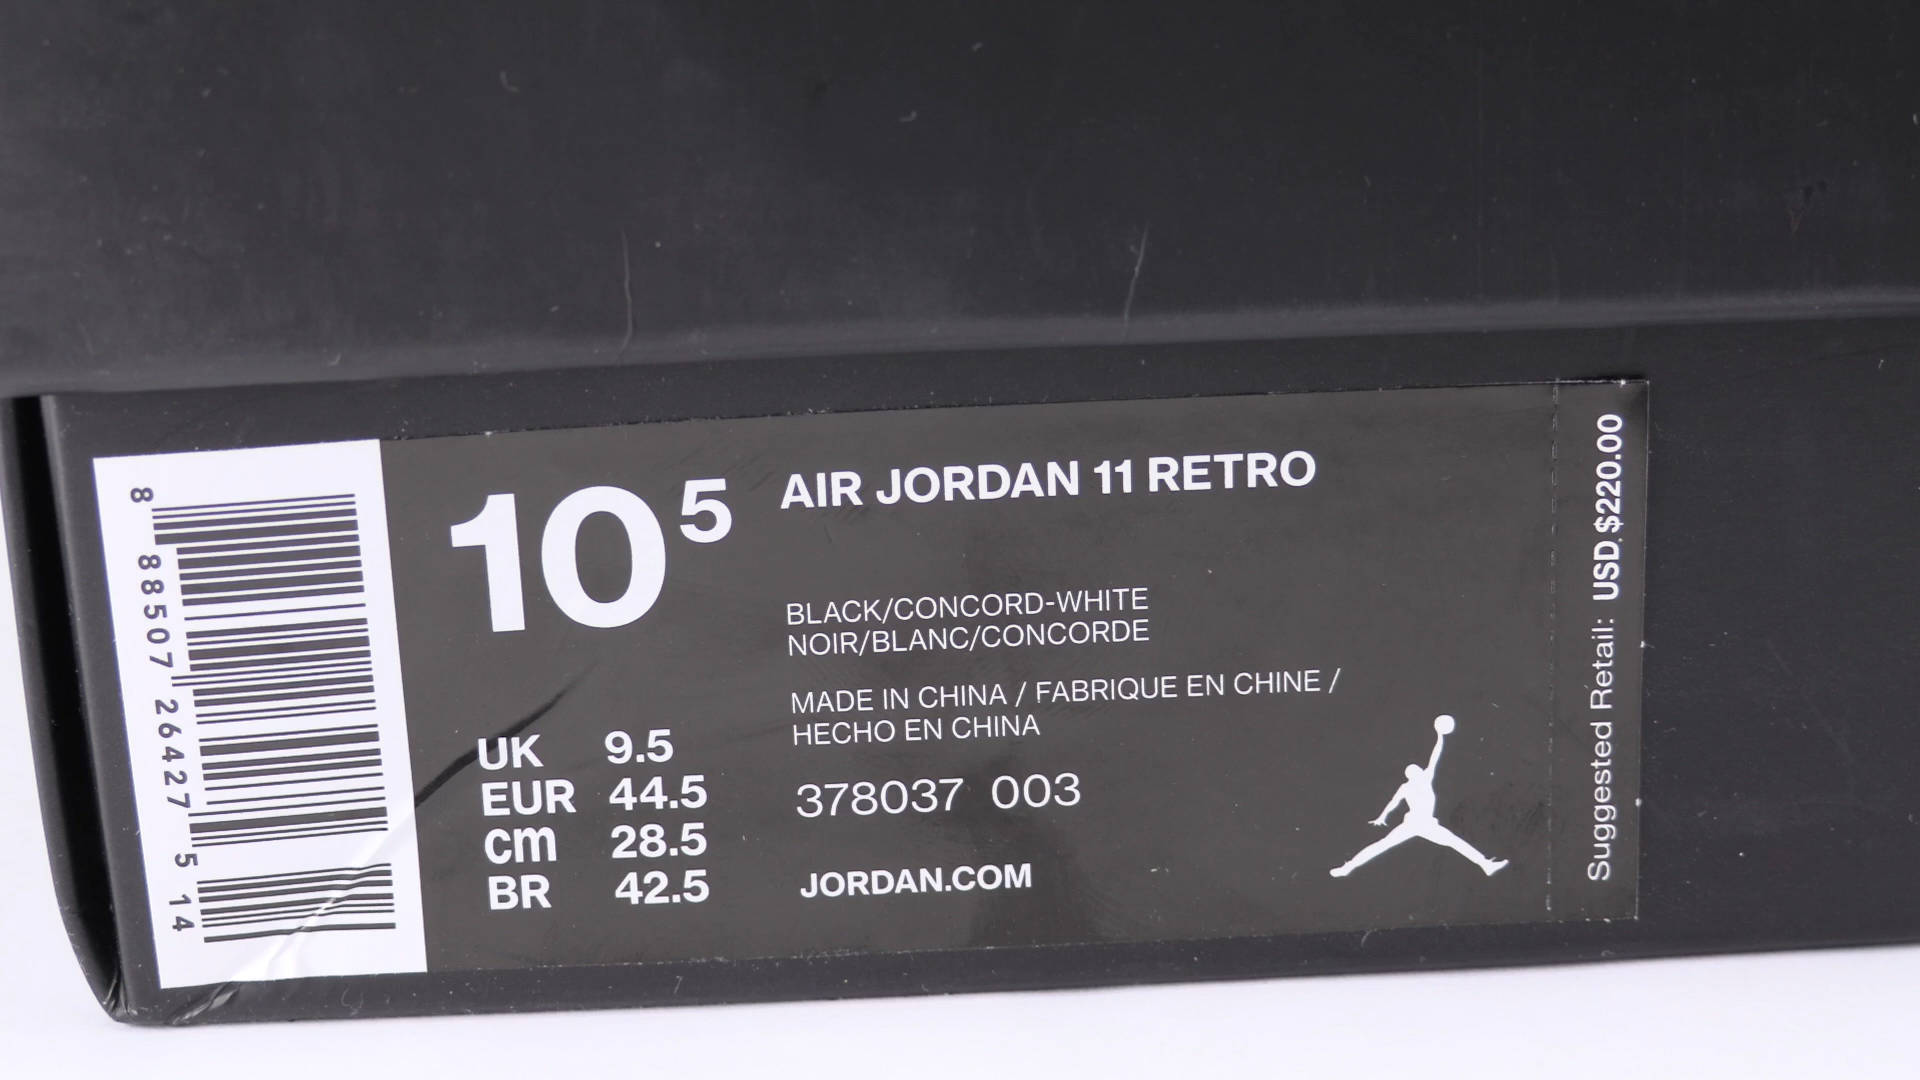 10 5
AIR JORDAN 11 RETRO
BLACK/CONCORD-WHITE
NOIR/BLANC/CONCORDE
MADE IN CHINA / FABRIQUE EN CHINE /
HECHO EN CHINA
378037 003
JORDAN.COM
UK 9.5
EUR 44.5
cm 28.5
BR 42.5
8 88507 26427 5 14
Suggested Retail: USD $220.00